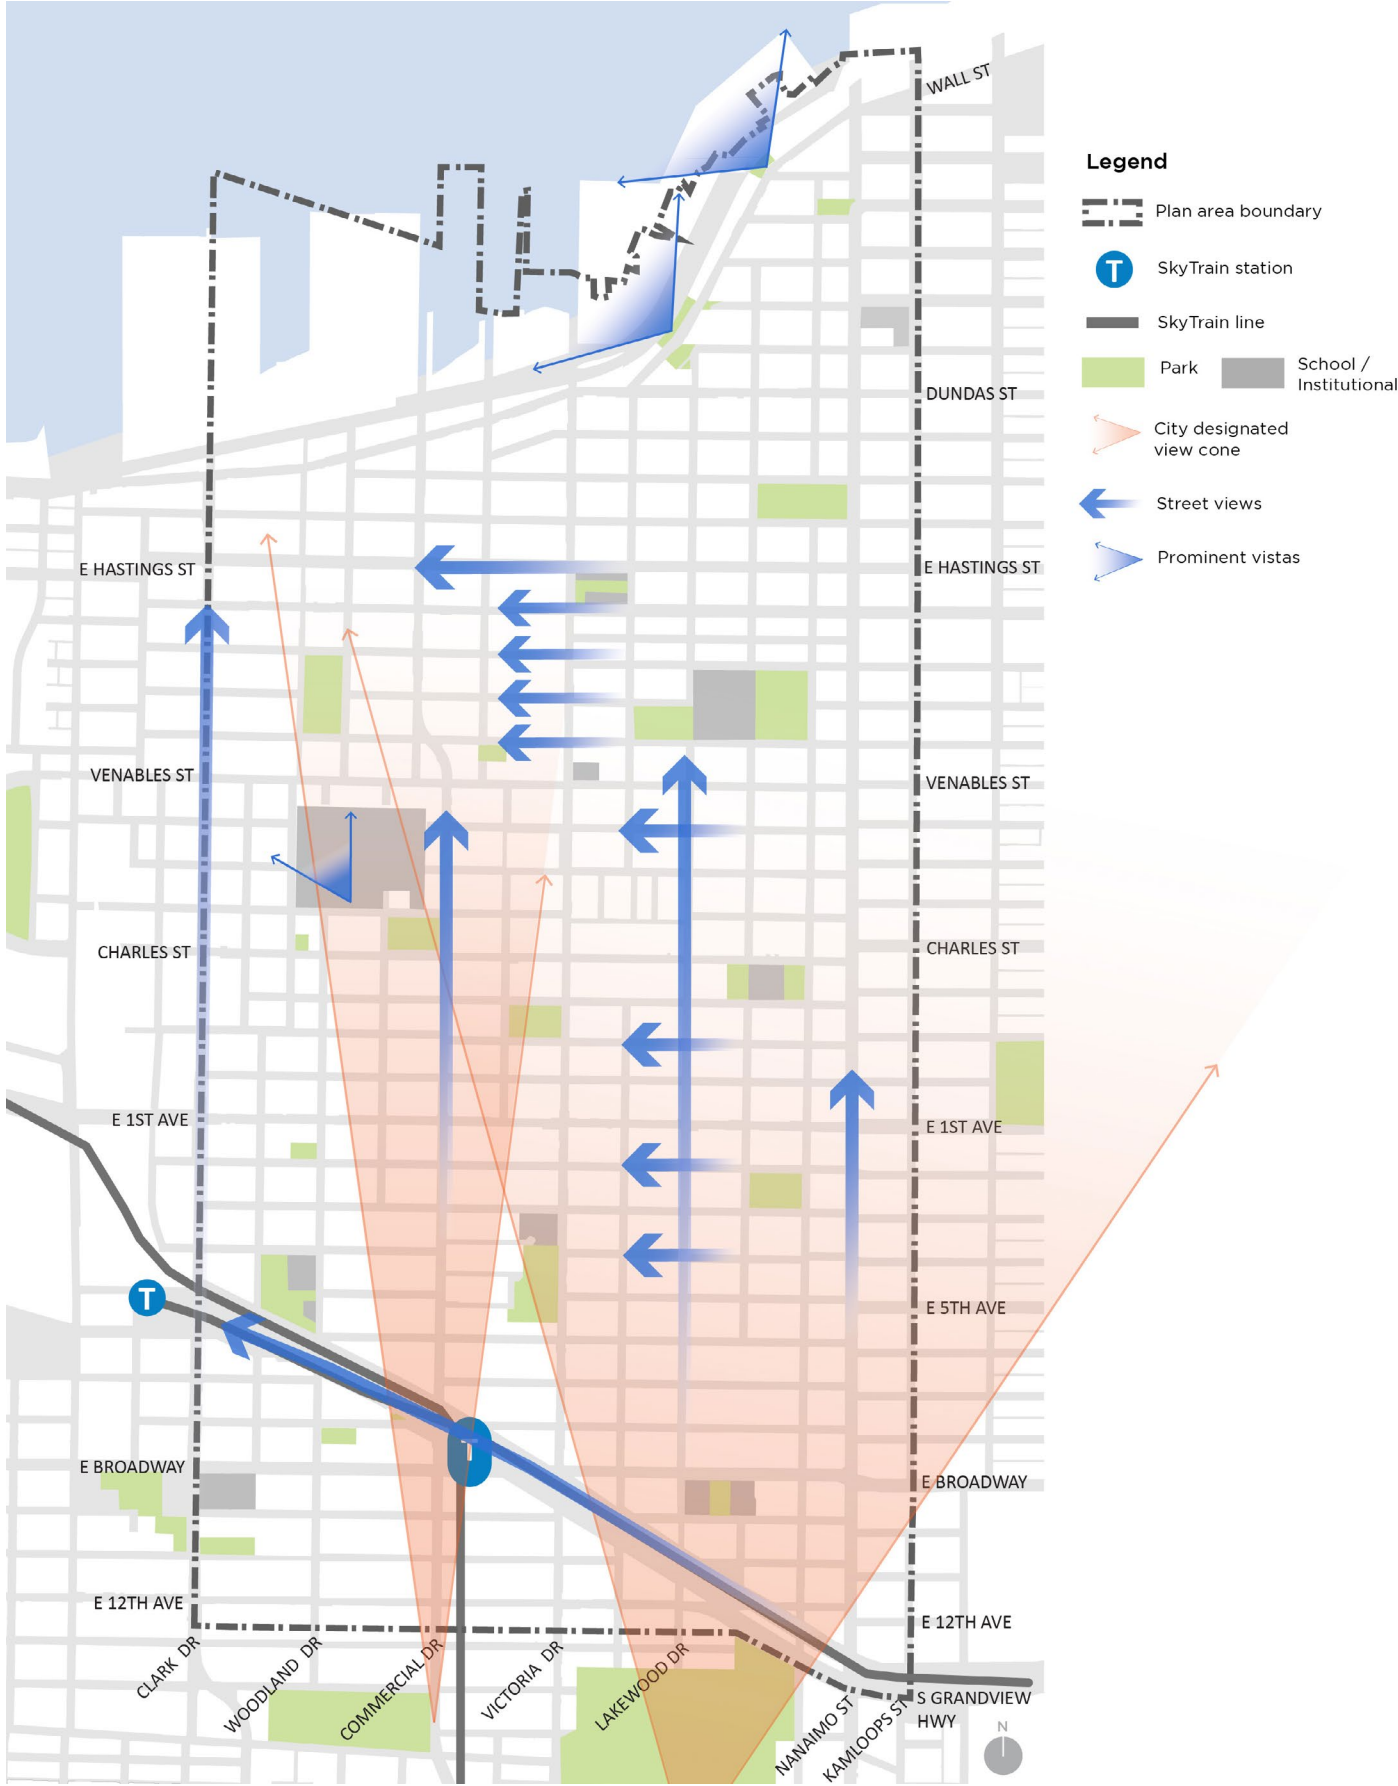 WALL ST
Legend
Plan area boundary
T
SkyTrain station
SkyTrain line
Park
School /
Institutional
DUNDAS ST
City designated
view cone
Street views
Prominent vistas
E HASTINGS ST
E HASTINGS ST
VENABLES ST
VENABLES ST
CHARLES ST
CHARLES ST
E 1ST AVE
E 1ST AVE
T
E 5TH AVE
E BROADWAY
E BROADWAY
E 12TH AVE
E 12TH AVE
CLARK DR
WOODLAND DR
COMMERCIAL DR
VICTORIA DR
LAKEWOOD DR
NANAIMO ST
KAMLOOPS ST
S GRANDVIEW
HWY
N